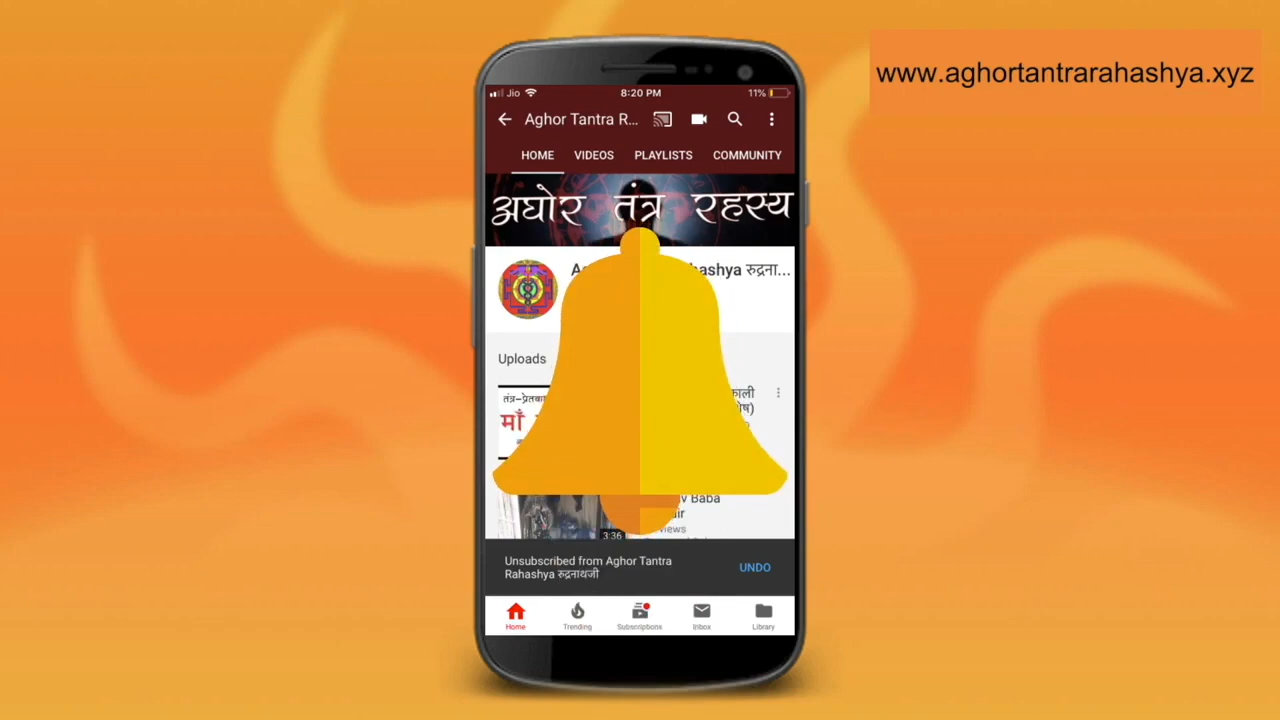 www.aghortantrarahashya.xyz
Jio 8:20 PM 11%
Aghor Tantra R...
HOME VIDEOS PLAYLISTS COMMUNITY
अघोर तंत्र रहस्य
ashya रुद्रना...
Uploads
तंत्र-प्रेतबा
माँ
काली
Baba
3:36
Unsubscribed from Aghor Tantra
Rahashya रुद्रनाथजी
UNDO
Home Trending Subscriptions Inbox Library